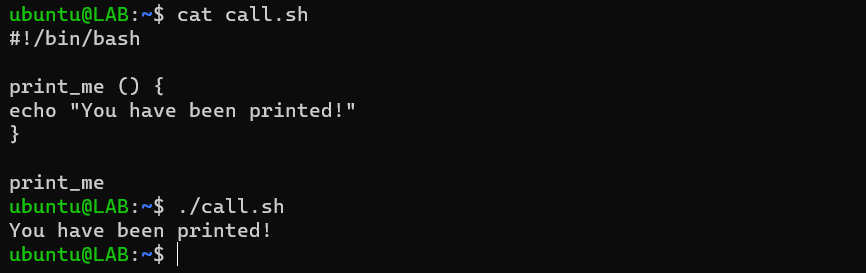 ubuntu@LAB:~$ cat call.sh
#!/bin/bash
print_me () {
echo "You have been printed!"
}
print_me
ubuntu@LAB:~$ ./call.sh
You have been printed!
ubuntu@LAB:~$